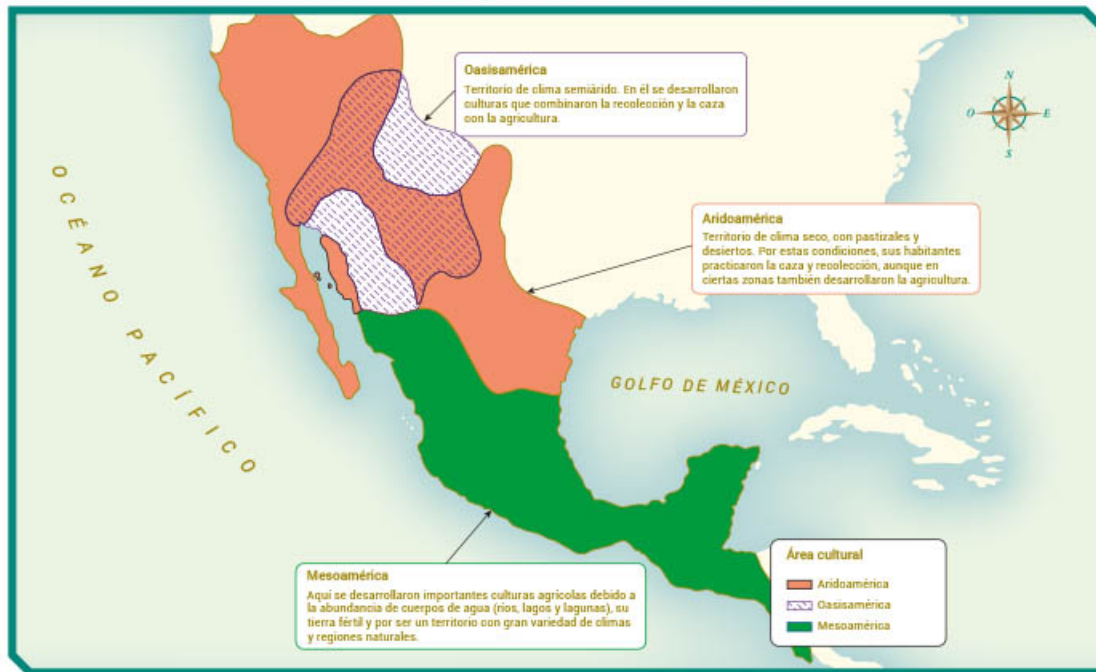 Oasisamérica
Territorio de clima semiárido. En él se desarrollaron
culturas que combinaron la recolección y la caza
con la agricultura.
N
O
E
S
OCÉANO PACÍFICO
Aridoamérica
Territorio de clima seco, con pastizales y
desiertos. Por estas condiciones, sus habitantes
practicaron la caza y recolección, aunque en
ciertas zonas también desarrollaron la agricultura.
GOLFO DE MÉXICO
Mesoamérica
Aquí se desarrollaron importantes culturas agrícolas debido a
la abundancia de cuerpos de agua (ríos, lagos y lagunas), su
tierra fértil y por ser un territorio con gran variedad de climas
y regiones naturales.
Área cultural
Aridoamérica
Oasisamérica
Mesoamérica